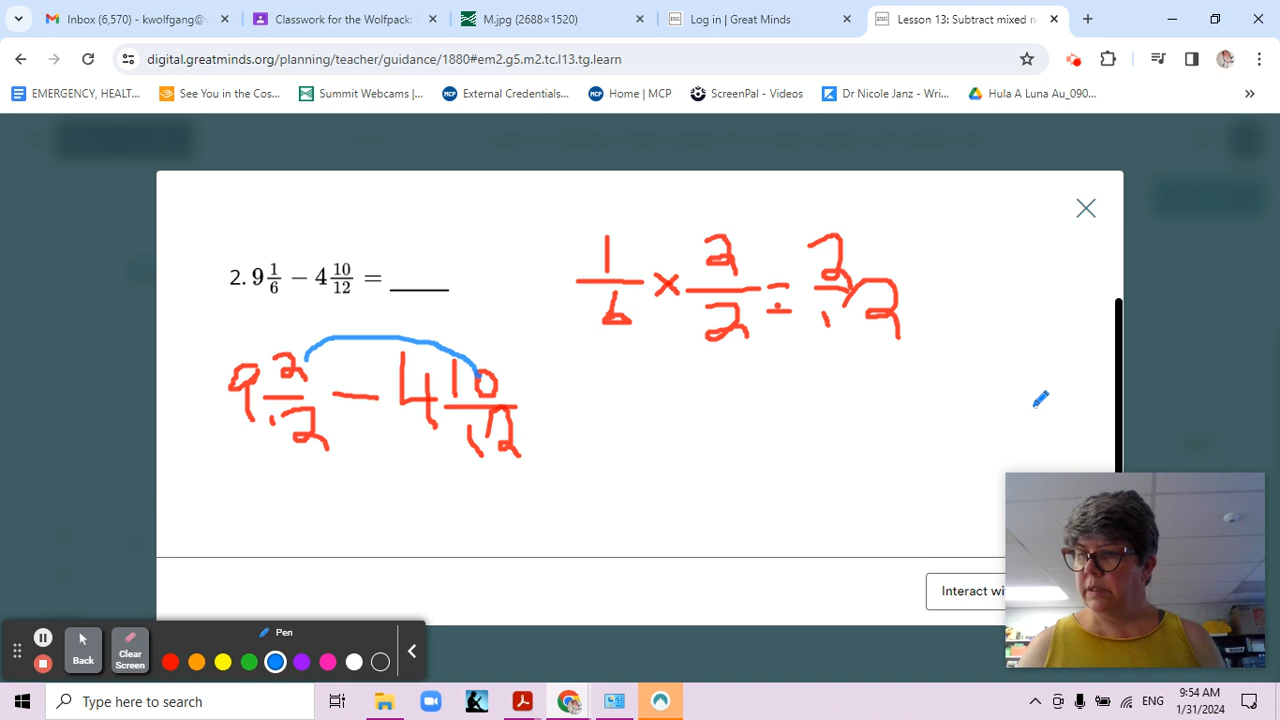 Inbox (6,570) - kwolfgang@
Classwork for the Wolfpack
M.jpg (2688×1520)
Log in | Great Minds
Lesson 13: Subtract mixed n
digital.greatminds.org/planning/teacher/guidance/1880#em2.g5.m2.tc.l13.tg.learn
EMERGENCY, HEALT...
See You in the Cos...
Summit Webcams |...
External Credentials...
Home | MCP
ScreenPal - Videos
Dr Nicole Janz - Wri...
Hula A Luna Au_090...
2. 9 1/6 − 4 10/12 = ____
1/6 × 2/2 = 2/12
9 2/12 − 4 10/12
Interact wi
Pen
Back
Clear Screen
Type here to search
ENG
9:54 AM
1/31/2024